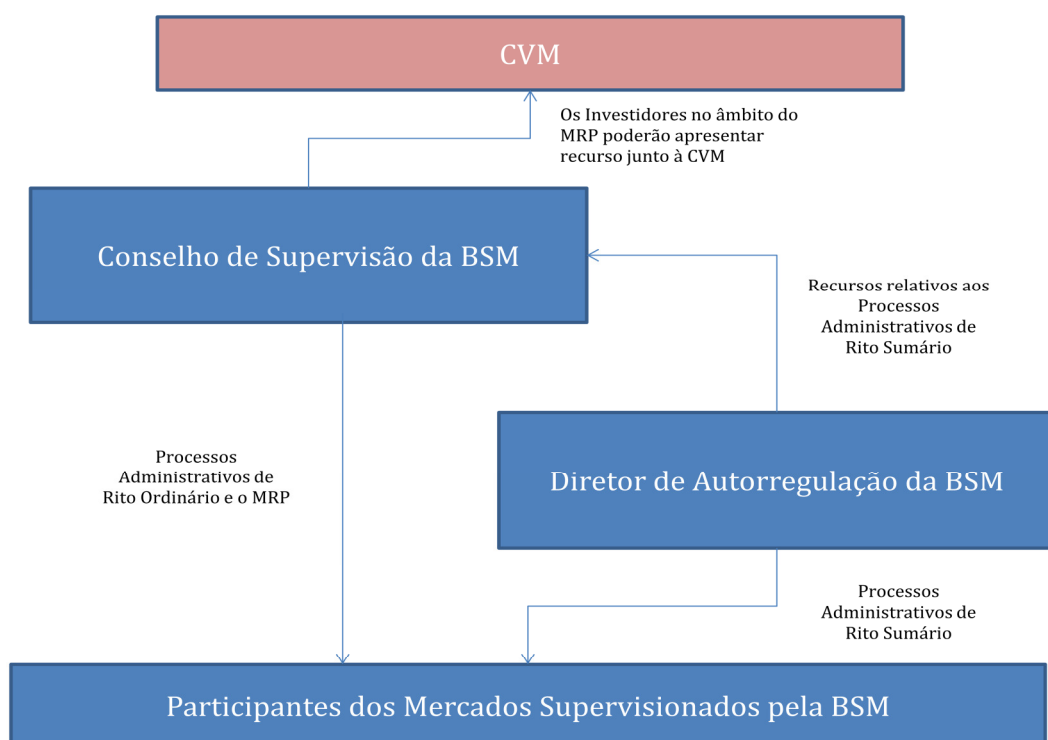 CVM
Os Investidores no âmbito do
MRP poderão apresentar
recurso junto à CVM
Conselho de Supervisão da BSM
Recursos relativos aos
Processos
Administrativos de
Rito Sumário
Processos
Administrativos de
Rito Ordinário e o MRP
Diretor de Autorregulação da BSM
Processos
Administrativos de
Rito Sumário
Participantes dos Mercados Supervisionados pela BSM